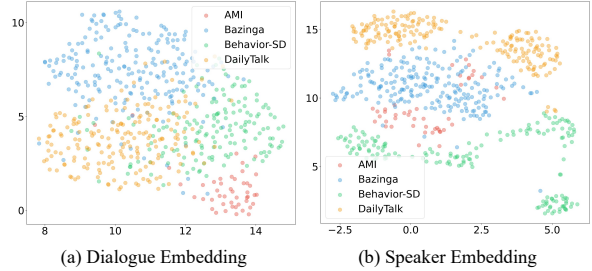 10
5
0
8
10
12
14
AMI
Bazinga
Behavior-SD
DailyTalk
(a) Dialogue Embedding
15
10
5
−2.5
0.0
2.5
5.0
AMI
Bazinga
Behavior-SD
DailyTalk
(b) Speaker Embedding